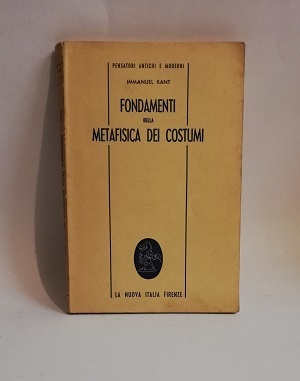 PENSATORI ANTICHI E MODERNI
IMMANUEL KANT
FONDAMENTI
DELLA
METAFISICA DEI COSTUMI
LA NUOVA ITALIA FIRENZE